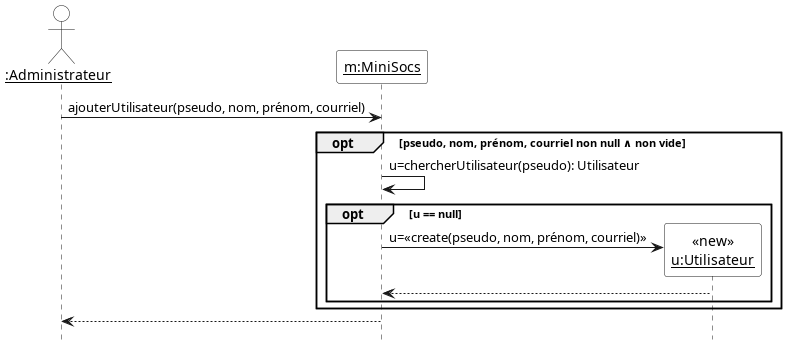 :Administrateur
m:MiniSocs
ajouterUtilisateur(pseudo, nom, prénom, courriel)
opt [pseudo, nom, prénom, courriel non null ∧ non vide]
u=chercherUtilisateur(pseudo): Utilisateur
opt [u == null]
u=«create(pseudo, nom, prénom, courriel)»
«new»
u:Utilisateur